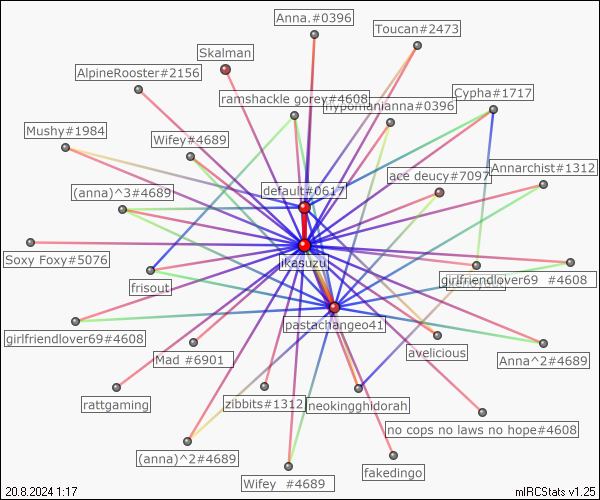 Anna.#0396
Toucan#2473
Skalman
AlpineRooster#2156
Cypha#1717
ramshackle gorey#4608
hypomanianna#0396
Mushy#1984
Wifey#4689
Annarchist#1312
ace deucy#7097
(anna)^3#4689
default#0617
ikasuzu
Soxy Foxy#5076
frisout
girlfriendlover69 #4608
pastachangeo41
girlfriendlover69#4608
avelicious
Mad #6901
Anna^2#4689
rattgaming
zibbits#1312
neokingghidorah
no cops no laws no hope#4608
(anna)^2#4689
fakedingo
Wifey #4689
20.8.2024 1:17
mIRCStats v1.25